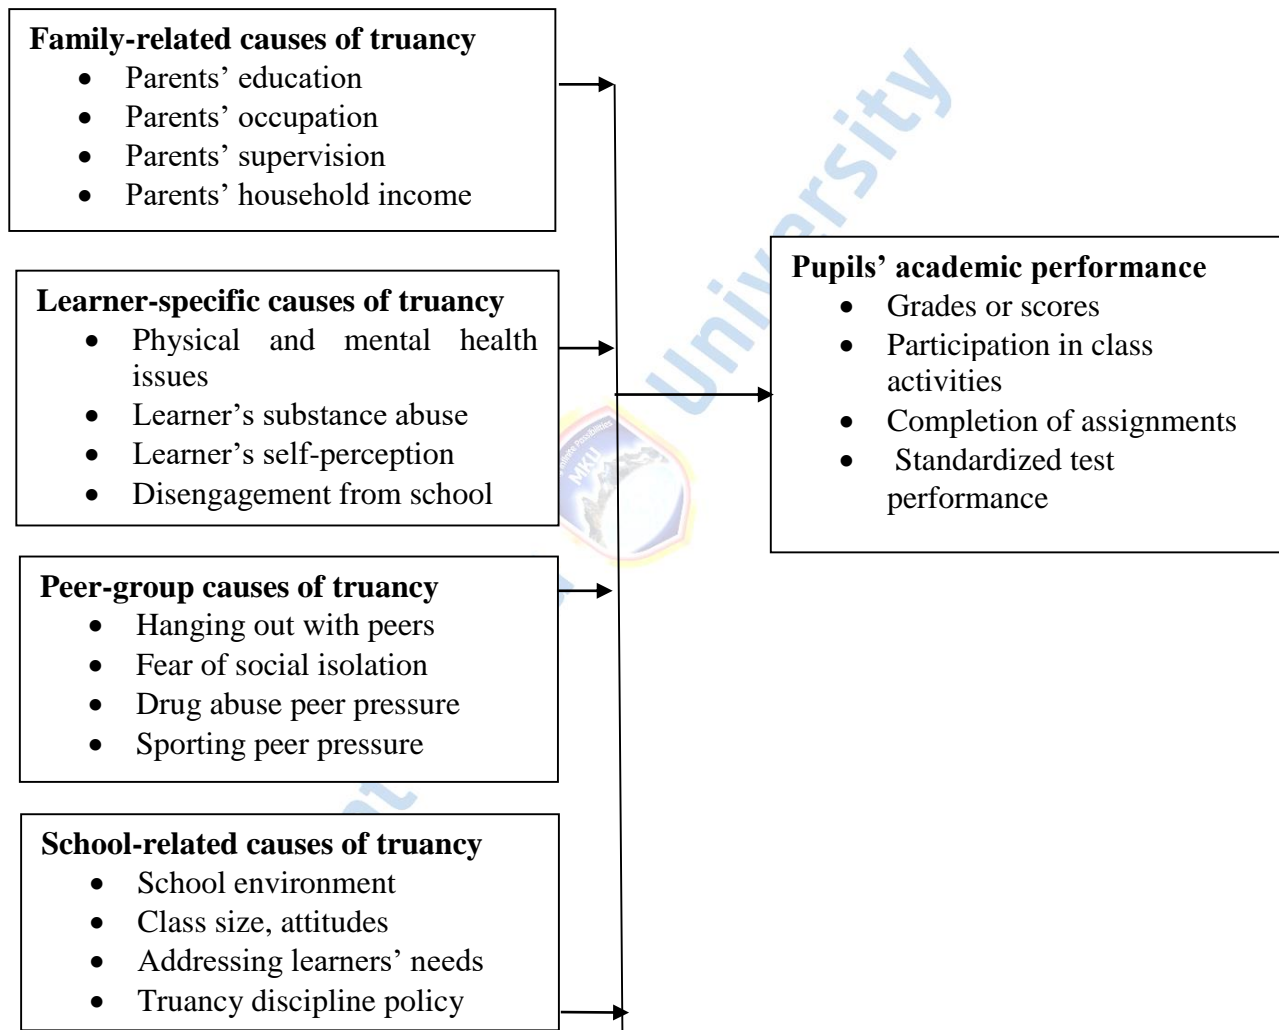 Family-related causes of truancy
• Parents’ education
• Parents’ occupation
• Parents’ supervision
• Parents’ household income
Learner-specific causes of truancy
• Physical and mental health
issues
• Learner’s substance abuse
• Learner’s self-perception
• Disengagement from school
Peer-group causes of truancy
• Hanging out with peers
• Fear of social isolation
• Drug abuse peer pressure
• Sporting peer pressure
School-related causes of truancy
• School environment
• Class size, attitudes
• Addressing learners’ needs
• Truancy discipline policy
Pupils’ academic performance
• Grades or scores
• Participation in class
activities
• Completion of assignments
• Standardized test
performance
University
MKU